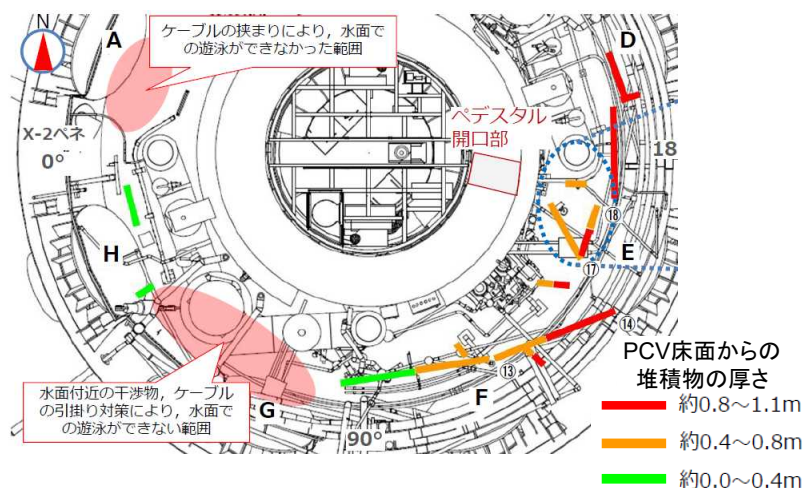 N
A
ケーブルの挟まりにより，水面で
の遊泳ができなかった範囲
D
ペデスタル
開口部
X-2ペネ
0°
18
⑱
H
E
⑰
⑭
⑬
PCV床面からの
堆積物の厚さ
水面付近の干渉物，ケーブル
の引掛り対策により，水面で
の遊泳ができない範囲
G
F
90°
約0.8～1.1m
約0.4～0.8m
約0.0～0.4m